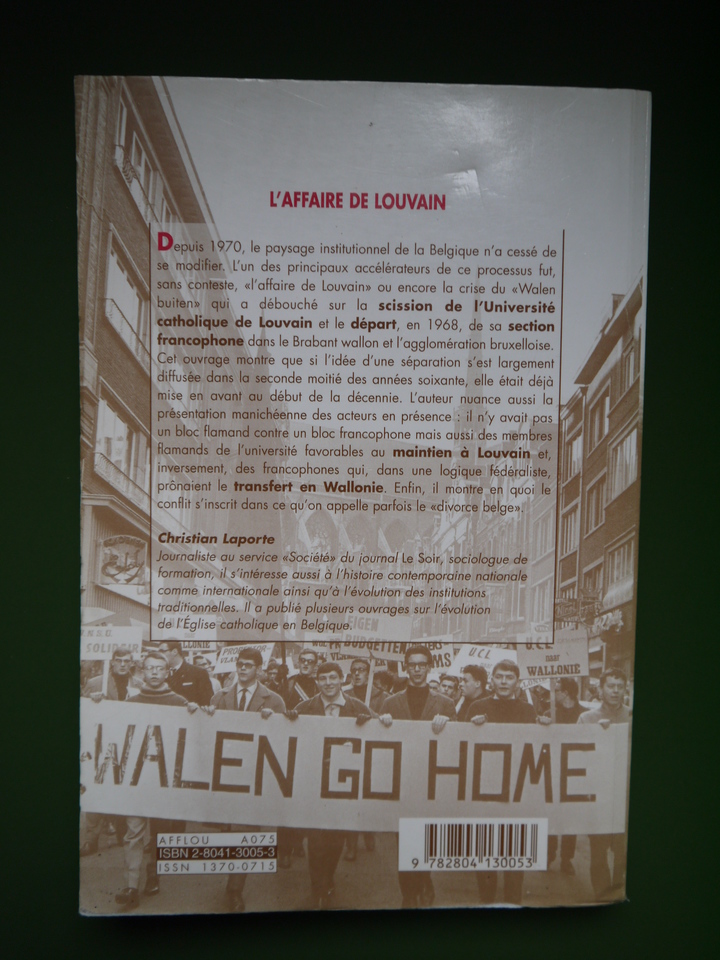 L'AFFAIRE DE LOUVAIN
Depuis 1970, le paysage institutionnel de la Belgique n'a cessé de
se modifier. L'un des principaux accélérateurs de ce processus fut,
sans conteste, «l'affaire de Louvain» ou encore la crise du «Walen
buiten» qui a débouché sur la scission de l'Université
catholique de Louvain et le départ, en 1968, de sa section
francophone dans le Brabant wallon et l'agglomération bruxelloise.
Cet ouvrage montre que si l'idée d'une séparation s'est largement
diffusée dans la seconde moitié des années soixante, elle était déjà
mise en avant au début de la décennie. L'auteur nuance aussi la
présentation manichéenne des acteurs en présence : il n'y avait pas
un bloc flamand contre un bloc francophone mais aussi des membres
flamands de l'université favorables au maintien à Louvain et,
inversement, des francophones qui, dans une logique fédéraliste,
prônaient le transfert en Wallonie. Enfin, il montre en quoi le
conflit s'inscrit dans ce qu'on appelle parfois le «divorce belge».
Christian Laporte
Journaliste au service «Société» du journal Le Soir, sociologue de
formation, il s'intéresse aussi à l'histoire contemporaine nationale
comme internationale ainsi qu'à l'évolution des institutions
traditionnelles. Il a publié plusieurs ouvrages sur l'évolution
de l'Église catholique en Belgique.
EIGEN
BUDGETTEN
SOLIDAIR
UCL
U.C.L
NAAR
WALLONIË
WALEN GO HOME
AFFLOU A075
ISBN 2-8041-3005-3
ISSN 1370-0715
9 782804 130053